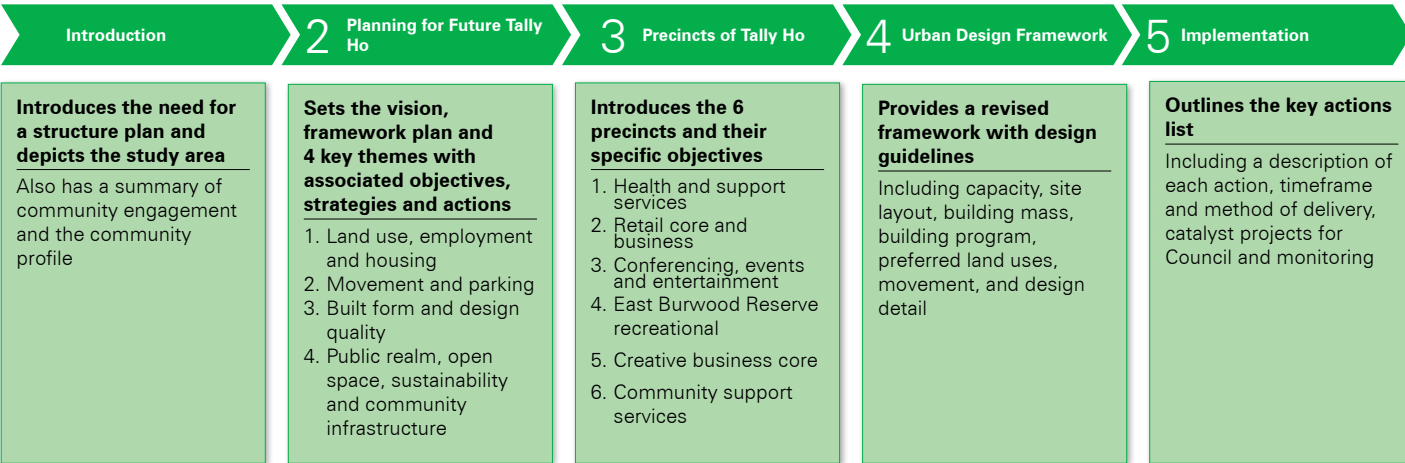 Introduction
2 Planning for Future Tally
Ho
3 Precincts of Tally Ho
4 Urban Design Framework
5 Implementation
Introduces the need for
a structure plan and
depicts the study area
Also has a summary of
community engagement
and the community
profile
Sets the vision,
framework plan and
4 key themes with
associated objectives,
strategies and actions
1. Land use, employment
and housing
2. Movement and parking
3. Built form and design
quality
4. Public realm, open
space, sustainability
and community
infrastructure
Introduces the 6
precincts and their
specific objectives
1. Health and support
services
2. Retail core and
business
3. Conferencing, events
and entertainment
4. East Burwood Reserve
recreational
5. Creative business core
6. Community support
services
Provides a revised
framework with design
guidelines
Including capacity, site
layout, building mass,
building program,
preferred land uses,
movement, and design
detail
Outlines the key actions
list
Including a description of
each action, timeframe
and method of delivery,
catalyst projects for
Council and monitoring